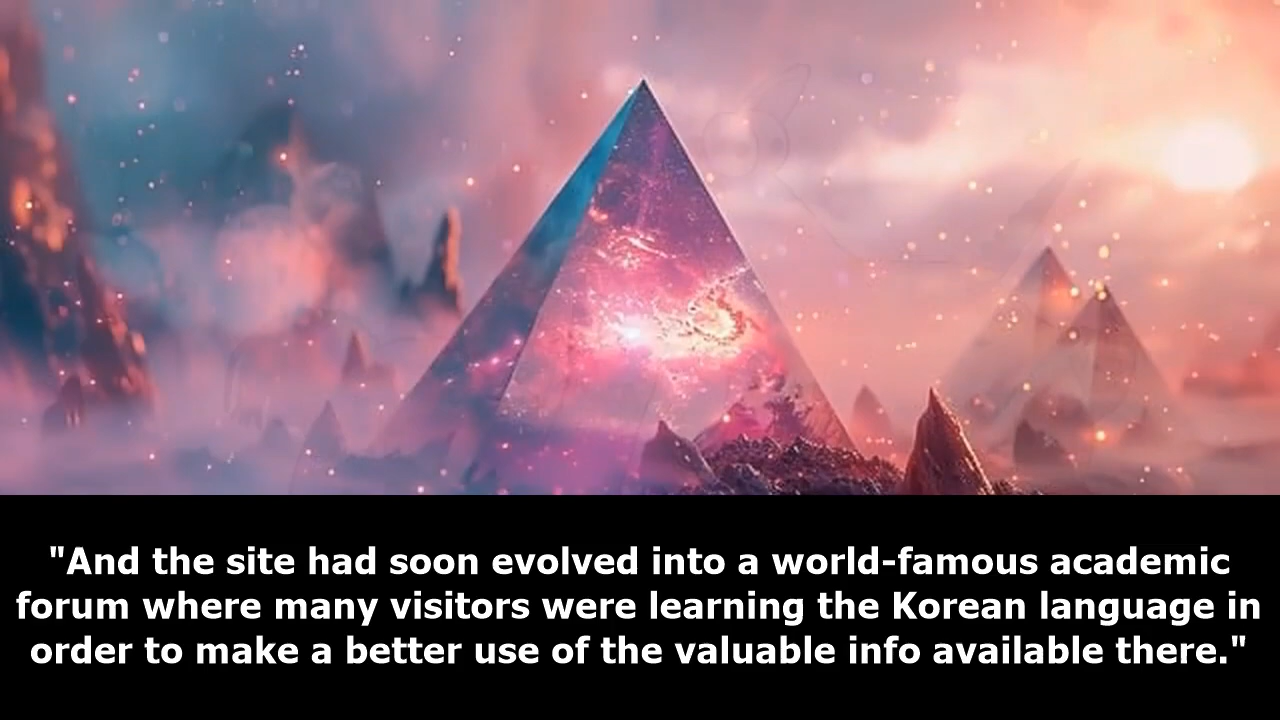 "And the site had soon evolved into a world-famous academic
forum where many visitors were learning the Korean language in
order to make a better use of the valuable info available there."